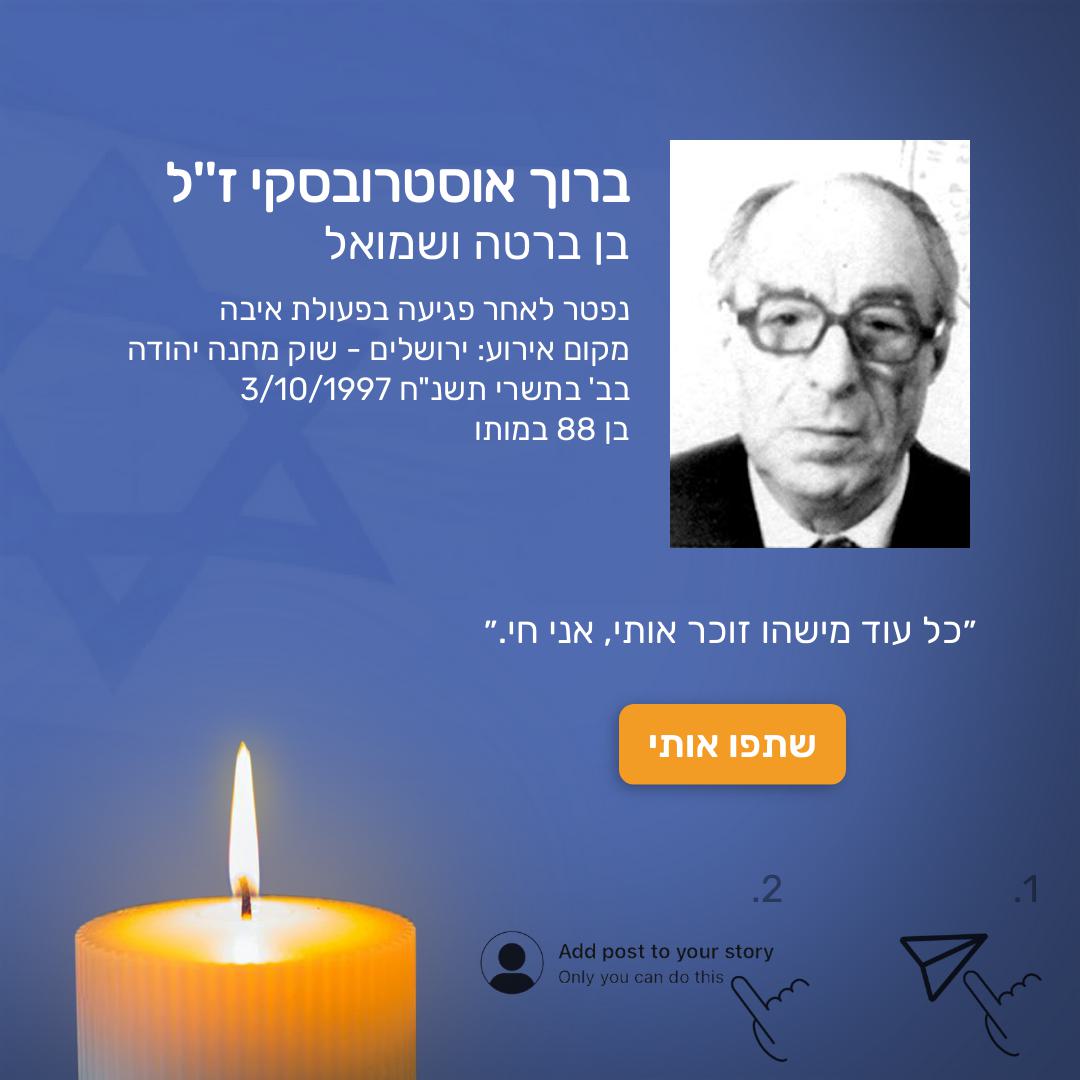 ברוך אוסטרובסקי ז"ל
בן ברטה ושמואל
נפטר לאחר פגיעה בפעולת איבה
מקום אירוע: ירושלים - שוק מחנה יהודה
בב' בתשרי תשנ"ח 3/10/1997
בן 88 במותו
״כל עוד מישהו זוכר אותי, אני חי.״
שתפו אותי
.1
.2
Add post to your story
Only you can do this